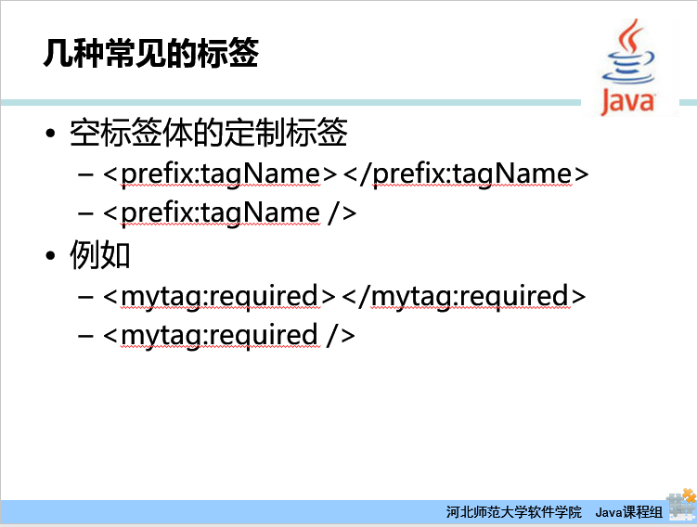 几种常见的标签
Java
• 空标签体的定制标签
– <prefix:tagName></prefix:tagName>
– <prefix:tagName />
• 例如
– <mytag:required></mytag:required>
– <mytag:required />
河北师范大学软件学院 Java课程组